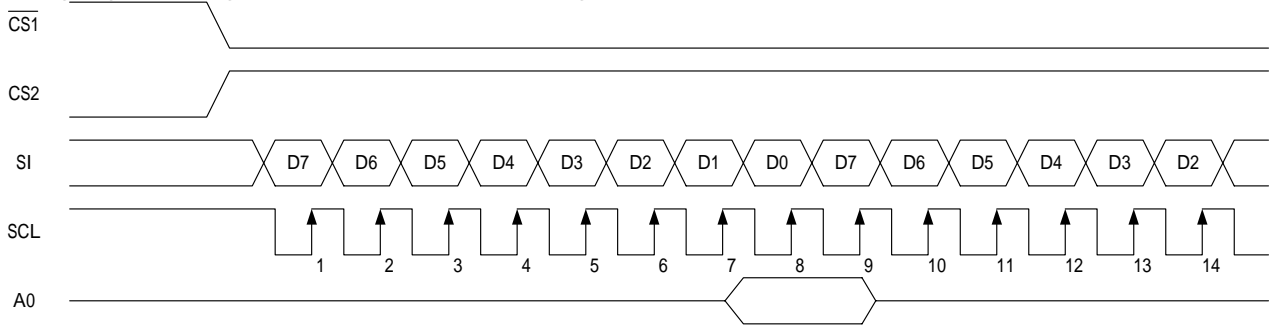 CS1
CS2
SI D7 D6 D5 D4 D3 D2 D1 D0 D7 D6 D5 D4 D3 D2
SCL
1 2 3 4 5 6 7 8 9 10 11 12 13 14
A0